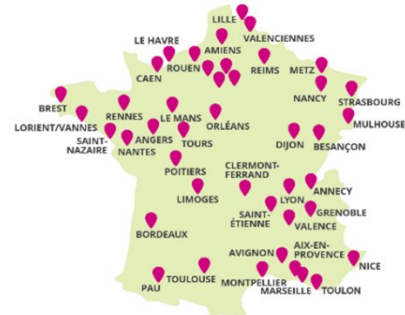 LILLE
VALENCIENNES
LE HAVRE
AMIENS
ROUEN
CAEN
REIMS
METZ
NANCY
STRASBOURG
BREST
RENNES
LE MANS
ORLÉANS
MULHOUSE
LORIENT/VANNES
SAINT-
NAZAIRE
ANGERS
NANTES
TOURS
DIJON
BESANÇON
POITIERS
CLERMONT-
FERRAND
LIMOGES
LYON
ANNECY
SAINT-
ÉTIENNE
GRENOBLE
VALENCE
BORDEAUX
AVIGNON
AIX-EN-
PROVENCE
NICE
PAU
TOULOUSE
MONTPELLIER
MARSEILLE
TOULON